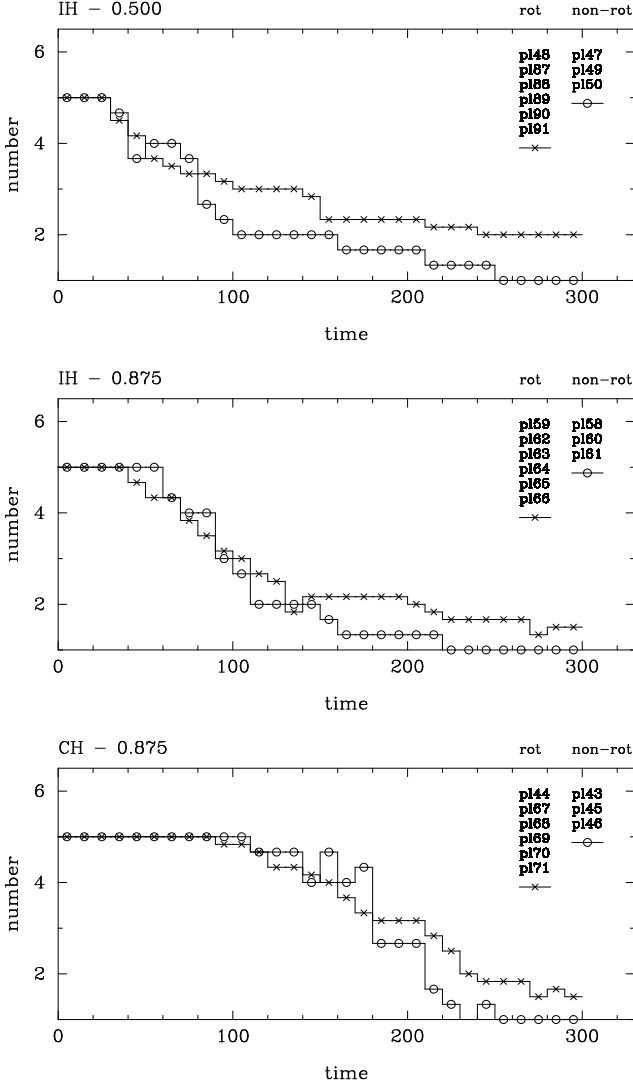 IH − 0.500 rot non−rot
6
pl48 pl47
pl87 pl49
pl88 pl50
pl89
pl90
pl91
4
2
number
0 100 200 300
time
IH − 0.875 rot non−rot
6
pl59 pl58
pl62 pl60
pl63 pl61
pl64
pl65
pl66
4
2
number
0 100 200 300
time
CH − 0.875 rot non−rot
6
pl44 pl43
pl67 pl45
pl68 pl46
pl69
pl70
pl71
4
2
number
0 100 200 300
time